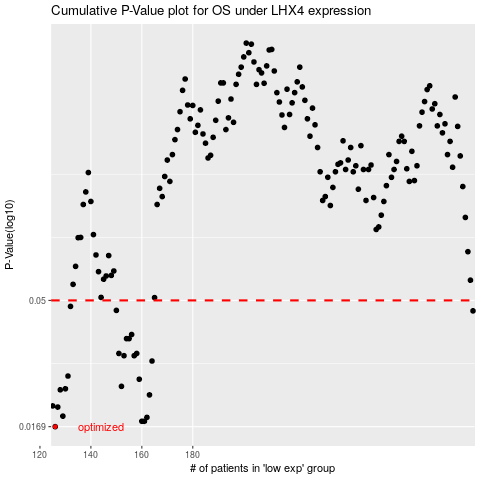 Cumulative P-Value plot for OS under LHX4 expression
P-Value(log10)
0.05
0.0169
optimized
120 140 160 180
# of patients in 'low exp' group